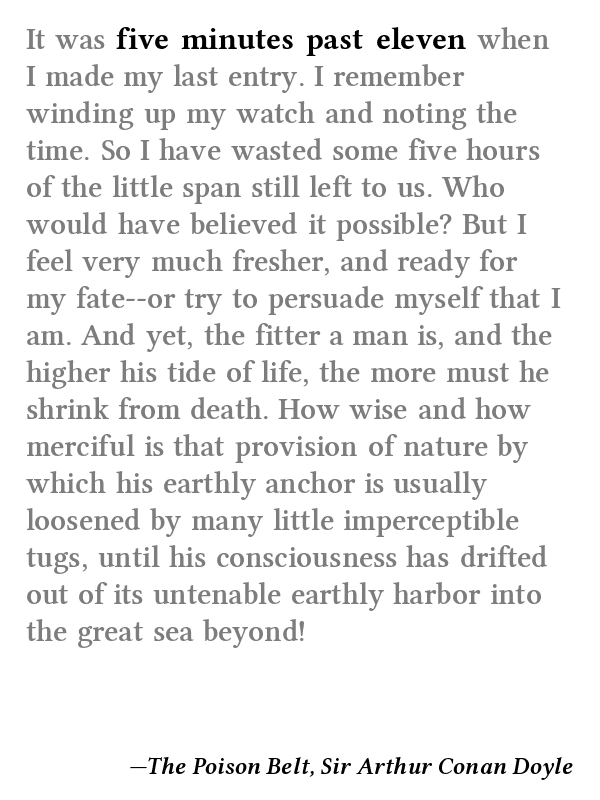 It was five minutes past eleven when
I made my last entry. I remember
winding up my watch and noting the
time. So I have wasted some five hours
of the little span still left to us. Who
would have believed it possible? But I
feel very much fresher, and ready for
my fate--or try to persuade myself that I
am. And yet, the fitter a man is, and the
higher his tide of life, the more must he
shrink from death. How wise and how
merciful is that provision of nature by
which his earthly anchor is usually
loosened by many little imperceptible
tugs, until his consciousness has drifted
out of its untenable earthly harbor into
the great sea beyond!
—The Poison Belt, Sir Arthur Conan Doyle